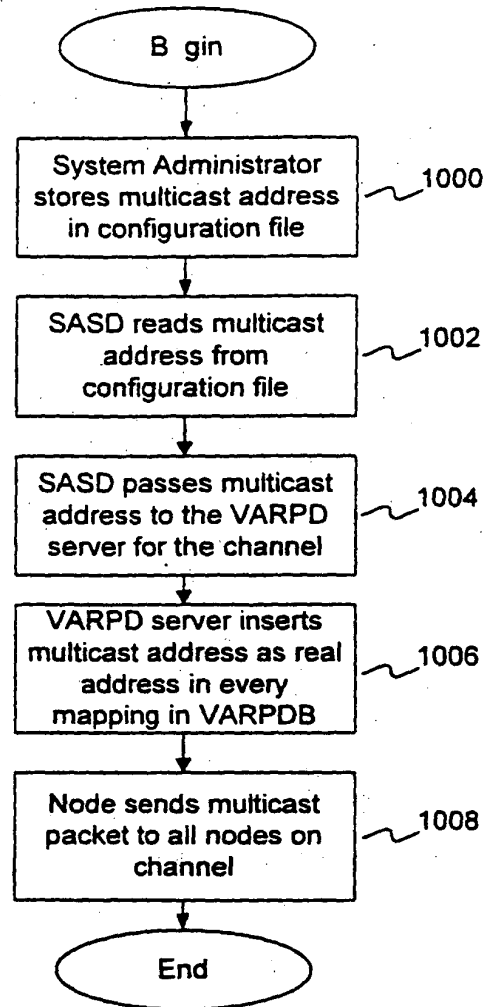 B gin
System Administrator
stores multicast address
in configuration file
1000
SASD reads multicast
address from
configuration file
1002
SASD passes multicast
address to the VARPD
server for the channel
1004
VARPD server inserts
multicast address as real
address in every
mapping in VARPDB
1006
Node sends multicast
packet to all nodes on
channel
1008
End